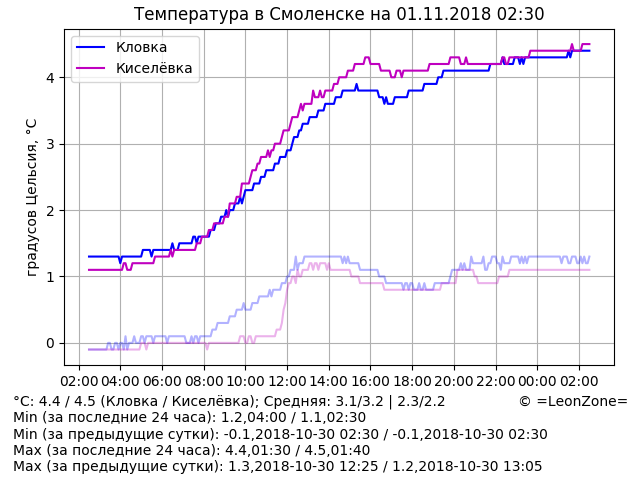 Температура в Смоленске на 01.11.2018 02:30
Кловка
Киселёвка
градусов Цельсия, °C
4
3
2
1
0
02:00 04:00 06:00 08:00 10:00 12:00 14:00 16:00 18:00 20:00 22:00 00:00 02:00
°C: 4.4 / 4.5 (Кловка / Киселёвка); Средняя: 3.1/3.2 | 2.3/2.2 © =LeonZone=
Min (за последние 24 часа): 1.2,04:00 / 1.1,02:30
Min (за предыдущие сутки): -0.1,2018-10-30 02:30 / -0.1,2018-10-30 02:30
Max (за последние 24 часа): 4.4,01:30 / 4.5,01:40
Max (за предыдущие сутки): 1.3,2018-10-30 12:25 / 1.2,2018-10-30 13:05